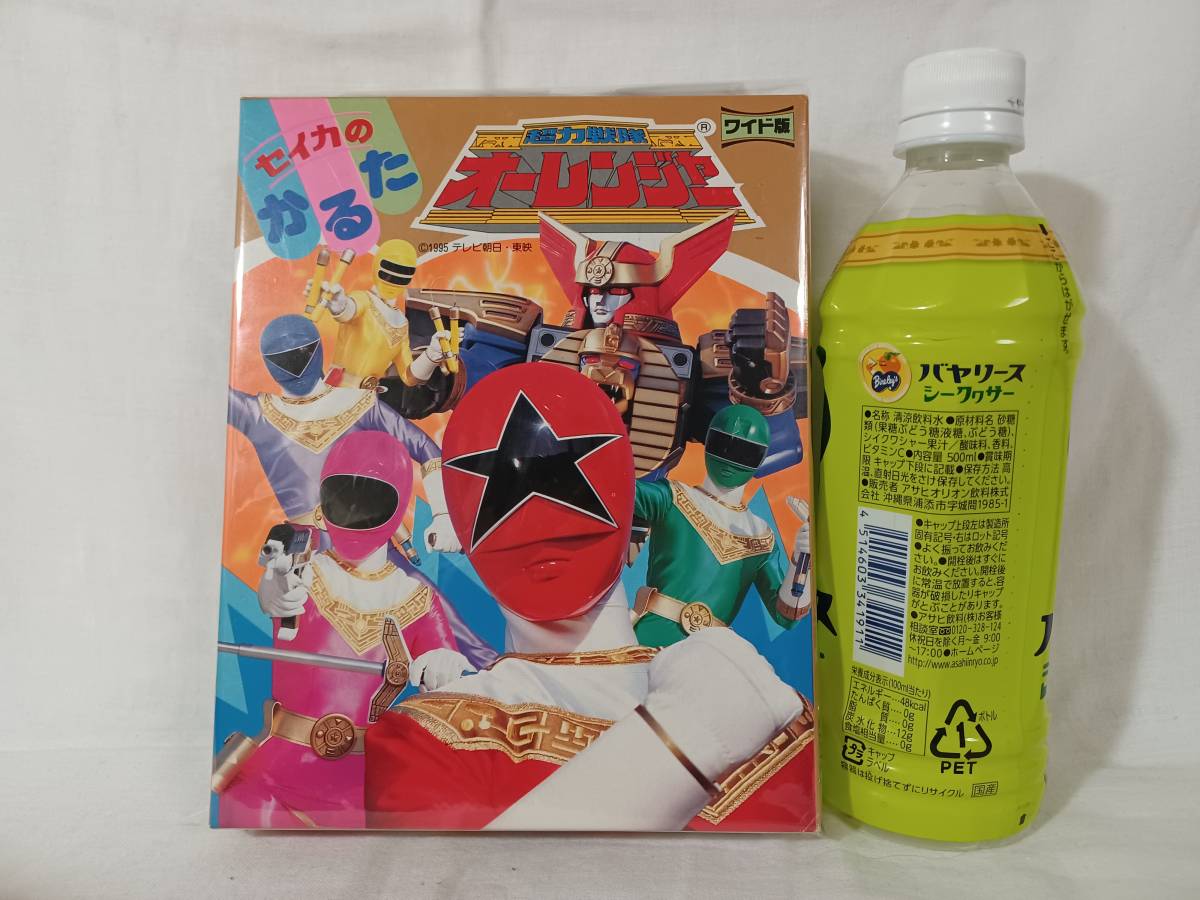 セイカの
かるた
超力戦隊
オーレンジャー®
ワイド版
©1995 テレビ朝日・東映
ここからはがせます。
Bireley's
バヤリース
シークヮサー
●名称 清涼飲料水 ●原材料名 砂糖
類(果糖ぶどう糖液糖、ぶどう糖)、
シイクワシャー果汁/酸味料、香料、
ビタミンC●内容量 500ml●賞味期
限 キャップ下段に記載●保存方法 高
温、直射日光をさけ保存してください。
●販売者 アサヒオリオン飲料株式
会社 沖縄県浦添市字城間1985-1
4 514603 341911
●キャップ上段左は製造所
固有記号・右はロット記号
●よく振ってお飲みくだ
さい。●開栓後はすぐに
お飲みください。開栓後
に常温で放置すると、容
器が破損したりキャップ
がとぶことがあります。
●アサヒ飲料(株)お客様
相談室 0120-328-124
休祝日を除く月~金 9:00
~17:00●ホームページ
http://www.asahiinryo.co.jp
栄養成分表示(100ml当たり)
エネルギー…48kcal
たんぱく質…0g
脂 質…0g
炭水化物…12g
食塩相当量…0g
プラ
キャップ
ラベル
1
ボトル
PET
容器は投げ捨てずにリサイクル
国産